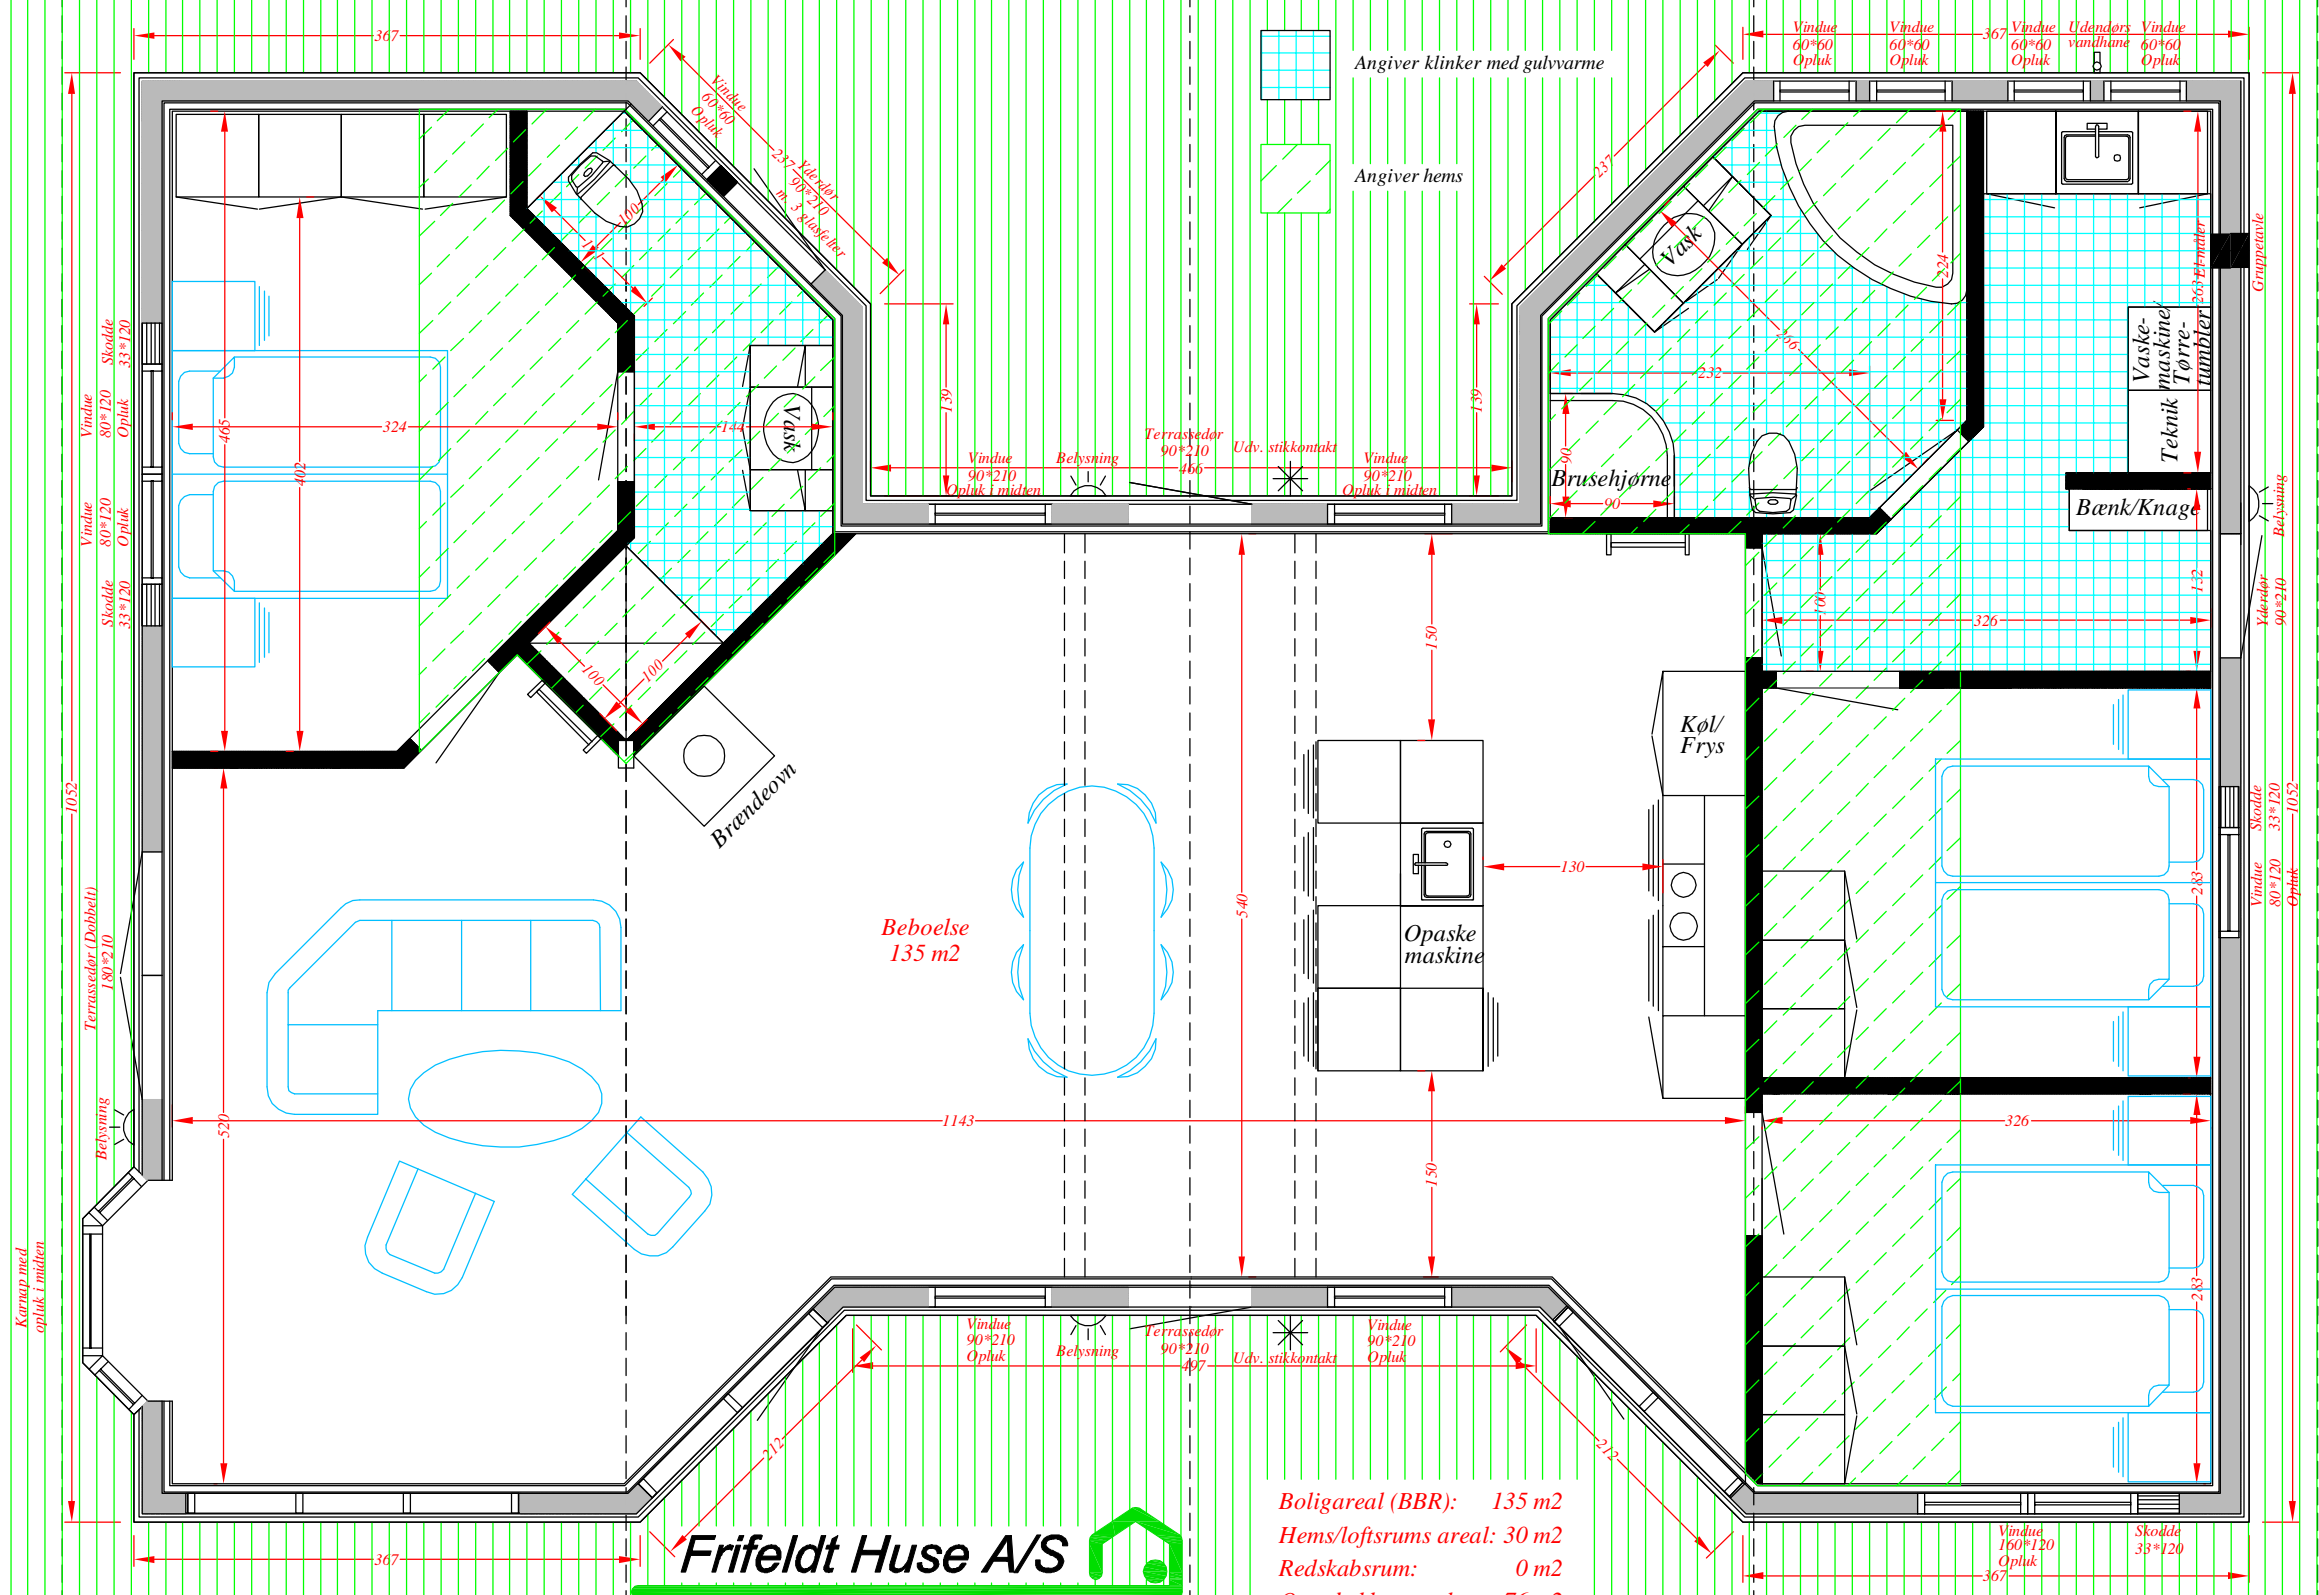 367
Vindue
60*60
Opluk
237
Yderdør
90*210
m. 3 glasfelter
Angiver klinker med gulvvarme
Angiver hems
237
367
Vindue
60*60
Opluk
Vindue
60*60
Opluk
Vindue
60*60
Opluk
Udendørs
vandhane
Vindue
60*60
Opluk
1052
Skodde
33*120
Vindue
80*120
Opluk
Vindue
80*120
Opluk
Skodde
33*120
465
402
324
100
144
Vask
139
Vindue
90*210
Opluk i midten
Belysning
Terrassedør
90*210
466
Udv. stikkontakt
Vindue
90*210
Opluk i midten
139
Vask
266
232
224
90
Brusehjørne
90
263
El-måler
Gruppetavle
Vaske-
maskine/
Tørre-
tumbler
Teknik
Bænk/Knage
Belysning
Yderdør
90*210
132
100
326
100
100
Brændeovn
150
Køl/
Frys
130
540
Opaske
maskine
Beboelse
135 m2
283
Skodde
33*120
1052
Vindue
80*120
Opluk
Terrassedør (Dobbelt)
180*210
Belysning
520
1143
150
326
283
Karnap med
opluk i midten
Vindue
90*210
Opluk
Belysning
Terrassedør
90*210
497
Udv. stikkontakt
Vindue
90*210
Opluk
212
212
367
Frifeldt Huse A/S
Boligareal (BBR): 135 m2
Hems/loftsrums areal: 30 m2
Redskabsrum: 0 m2
Vindue
160*120
Opluk
Skodde
33*120
367